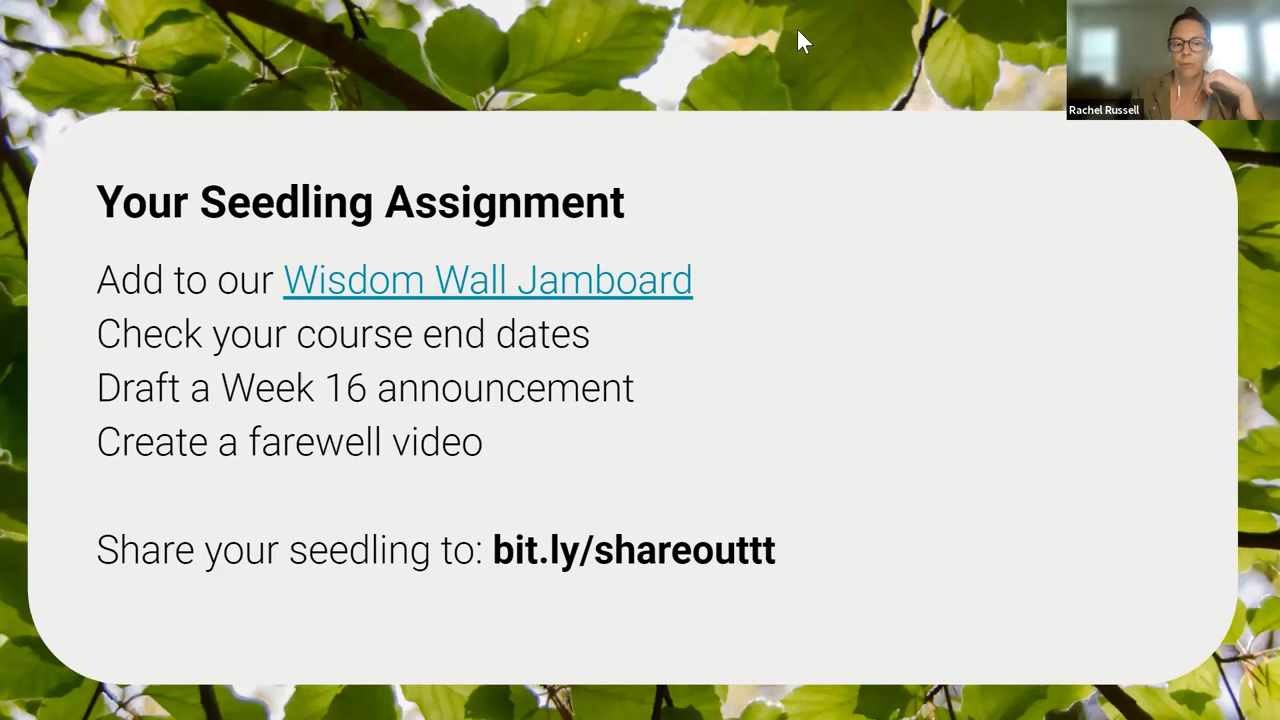 Rachel Russell
Your Seedling Assignment
Add to our Wisdom Wall Jamboard
Check your course end dates
Draft a Week 16 announcement
Create a farewell video
Share your seedling to: bit.ly/shareouttt